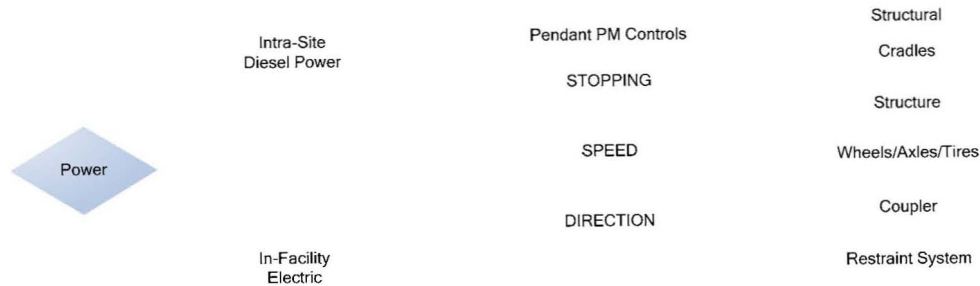 Power
Intra-Site
Diesel Power
In-Facility
Electric
Pendant PM Controls
STOPPING
SPEED
DIRECTION
Structural
Cradles
Structure
Wheels/Axles/Tires
Coupler
Restraint System